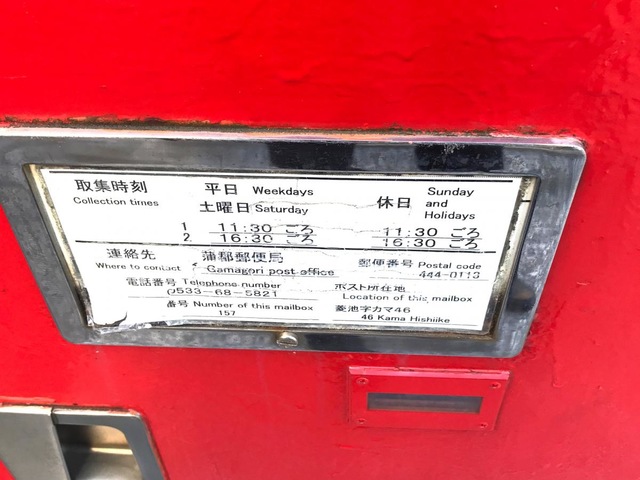 取集時刻 平日 Weekdays 休日 Sunday and Holidays
Collection times 土曜日 Saturday
1 11:30 ごろ 11:30 ごろ
2 16:30 ごろ 16:30 ごろ
連絡先 蒲郡郵便局 郵便番号 Postal code
Where to contact Gamagori post office 444-0113
電話番号 Telephone number ポスト所在地
0533-68-5821 Location of this mailbox
番号 Number of this mailbox 菱池字カマ46
157 46 Kama Hishiike